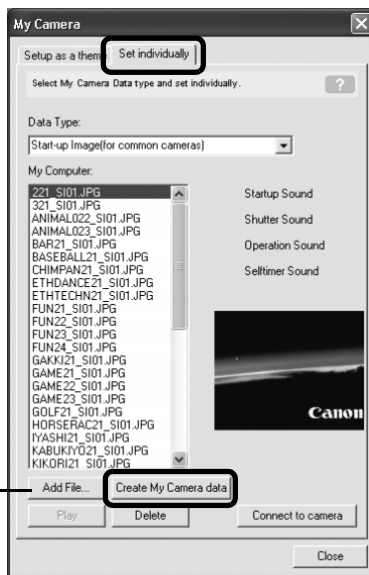 My Camera
Setup as a theme
Set individually
Select My Camera Data type and set individually.
?
Data Type:
Start-up Image(for common cameras)
My Computer:
221_SI01.JPG
321_SI01.JPG
ANIMAL022_SI01.JPG
ANIMAL023_SI01.JPG
BAR21_SI01.JPG
BASEBALL21_SI01.JPG
CHIMPAN21_SI01.JPG
ETHDANCE21_SI01.JPG
ETHTECHN21_SI01.JPG
FUN21_SI01.JPG
FUN22_SI01.JPG
FUN23_SI01.JPG
FUN24_SI01.JPG
GAKKI21_SI01.JPG
GAME21_SI01.JPG
GAME22_SI01.JPG
GAME23_SI01.JPG
GOLF21_SI01.JPG
HORSERAC21_SI01.JPG
IYASHI21_SI01.JPG
KABUKIYO21_SI01.JPG
KIKORI21_SI01.JPG
Startup Sound
Shutter Sound
Operation Sound
Selftimer Sound
Canon
Add File...
Create My Camera data
Play
Delete
Connect to camera
Close